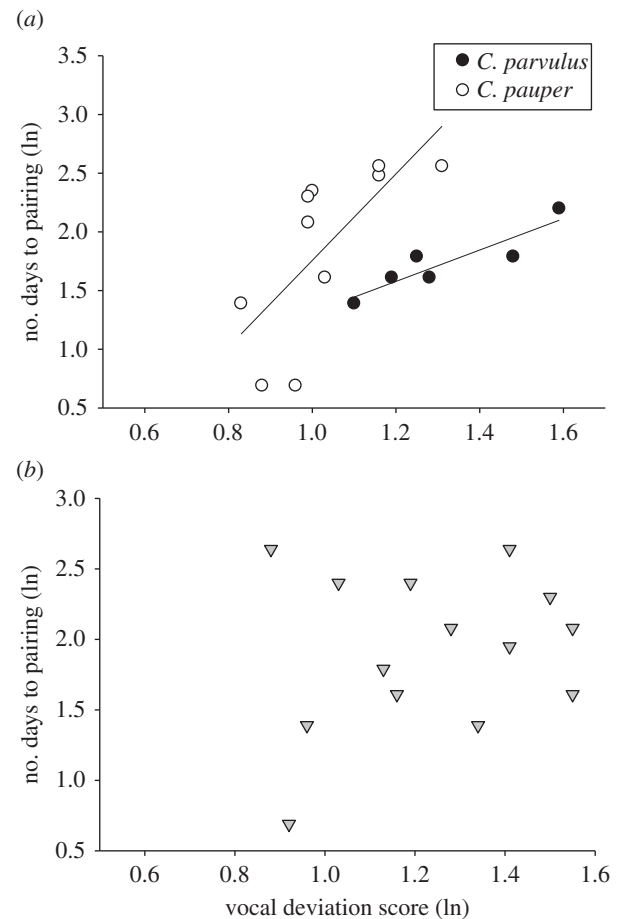 (a)
3.5
3.0
2.5
2.0
1.5
1.0
0.5
no. days to pairing (ln)
C. parvulus
C. pauper
0.6 0.8 1.0 1.2 1.4 1.6
(b)
3.0
2.5
2.0
1.5
1.0
0.5
no. days to pairing (ln)
0.6 0.8 1.0 1.2 1.4 1.6
vocal deviation score (ln)